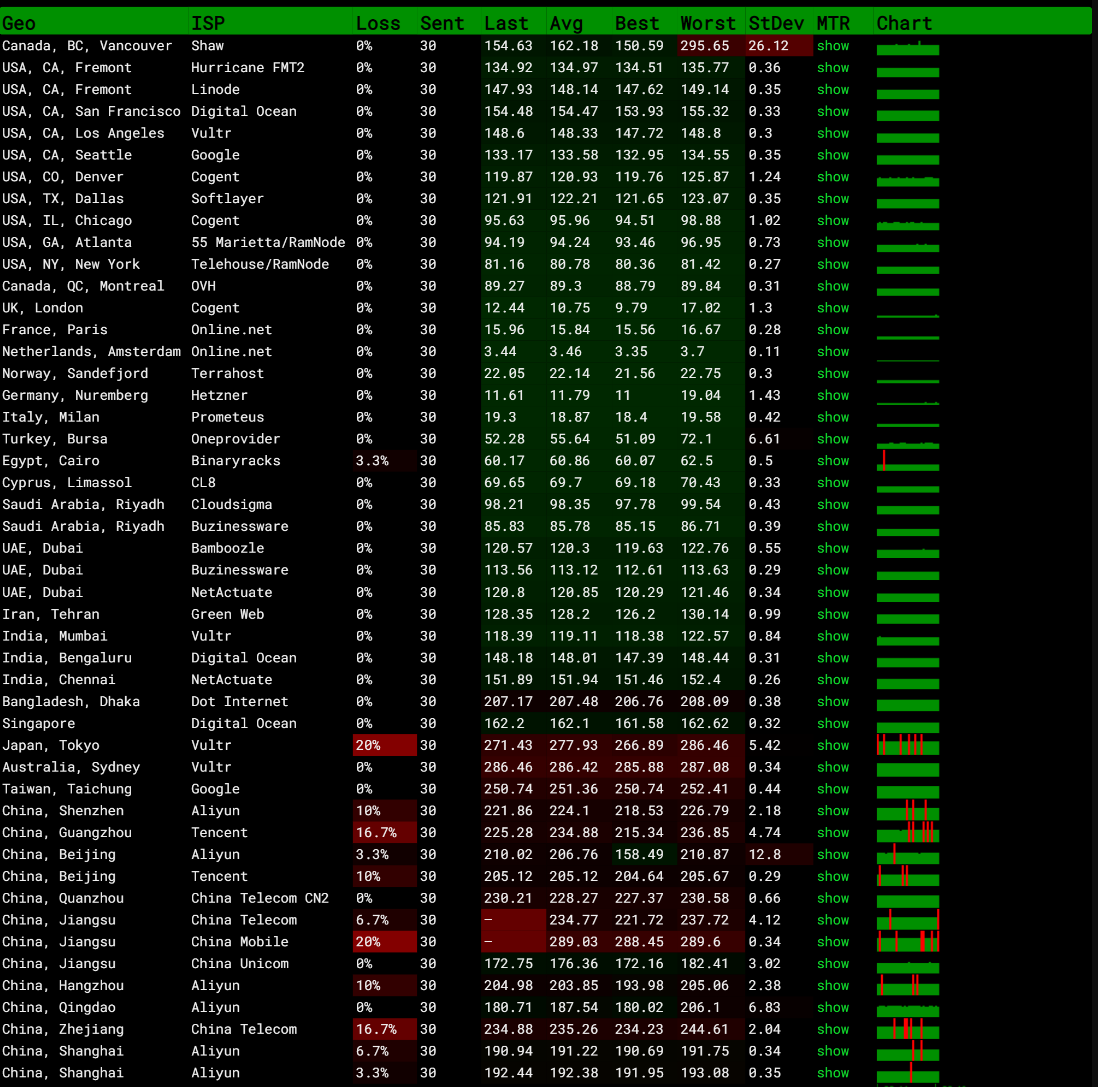 Geo ISP Loss Sent Last Avg Best Worst StDev MTR Chart
Canada, BC, Vancouver Shaw 0% 30 154.63 162.18 150.59 295.65 26.12 show
USA, CA, Fremont Hurricane FMT2 0% 30 134.92 134.97 134.51 135.77 0.36 show
USA, CA, Fremont Linode 0% 30 147.93 148.14 147.62 149.14 0.35 show
USA, CA, San Francisco Digital Ocean 0% 30 154.48 154.47 153.93 155.32 0.33 show
USA, CA, Los Angeles Vultr 0% 30 148.6 148.33 147.72 148.8 0.3 show
USA, CA, Seattle Google 0% 30 133.17 133.58 132.95 134.55 0.35 show
USA, CO, Denver Cogent 0% 30 119.87 120.93 119.76 125.87 1.24 show
USA, TX, Dallas Softlayer 0% 30 121.91 122.21 121.65 123.07 0.35 show
USA, IL, Chicago Cogent 0% 30 95.63 95.96 94.51 98.88 1.02 show
USA, GA, Atlanta 55 Marietta/RamNode 0% 30 94.19 94.24 93.46 96.95 0.73 show
USA, NY, New York Telehouse/RamNode 0% 30 81.16 80.78 80.36 81.42 0.27 show
Canada, QC, Montreal OVH 0% 30 89.27 89.3 88.79 89.84 0.31 show
UK, London Cogent 0% 30 12.44 10.75 9.79 17.02 1.3 show
France, Paris Online.net 0% 30 15.96 15.84 15.56 16.67 0.28 show
Netherlands, Amsterdam Online.net 0% 30 3.44 3.46 3.35 3.7 0.11 show
Norway, Sandefjord Terrahost 0% 30 22.05 22.14 21.56 22.75 0.3 show
Germany, Nuremberg Hetzner 0% 30 11.61 11.79 11 19.04 1.43 show
Italy, Milan Prometeus 0% 30 19.3 18.87 18.4 19.58 0.42 show
Turkey, Bursa Oneprovider 0% 30 52.28 55.64 51.09 72.1 6.61 show
Egypt, Cairo Binaryracks 3.3% 30 60.17 60.86 60.07 62.5 0.5 show
Cyprus, Limassol CL8 0% 30 69.65 69.7 69.18 70.43 0.33 show
Saudi Arabia, Riyadh Cloudsigma 0% 30 98.21 98.35 97.78 99.54 0.43 show
Saudi Arabia, Riyadh Buzinessware 0% 30 85.83 85.78 85.15 86.71 0.39 show
UAE, Dubai Bamboozle 0% 30 120.57 120.3 119.63 122.76 0.55 show
UAE, Dubai Buzinessware 0% 30 113.56 113.12 112.61 113.63 0.29 show
UAE, Dubai NetActuate 0% 30 120.8 120.85 120.29 121.46 0.34 show
Iran, Tehran Green Web 0% 30 128.35 128.2 126.2 130.14 0.99 show
India, Mumbai Vultr 0% 30 118.39 119.11 118.38 122.57 0.84 show
India, Bengaluru Digital Ocean 0% 30 148.18 148.01 147.39 148.44 0.31 show
India, Chennai NetActuate 0% 30 151.89 151.94 151.46 152.4 0.26 show
Bangladesh, Dhaka Dot Internet 0% 30 207.17 207.48 206.76 208.09 0.38 show
Singapore Digital Ocean 0% 30 162.2 162.1 161.58 162.62 0.32 show
Japan, Tokyo Vultr 20% 30 271.43 277.93 266.89 286.46 5.42 show
Australia, Sydney Vultr 0% 30 286.46 286.42 285.88 287.08 0.34 show
Taiwan, Taichung Google 0% 30 250.74 251.36 250.74 252.41 0.44 show
China, Shenzhen Aliyun 10% 30 221.86 224.1 218.53 226.79 2.18 show
China, Guangzhou Tencent 16.7% 30 225.28 234.88 215.34 236.85 4.74 show
China, Beijing Aliyun 3.3% 30 210.02 206.76 158.49 210.87 12.8 show
China, Beijing Tencent 10% 30 205.12 205.12 204.64 205.67 0.29 show
China, Quanzhou China Telecom CN2 0% 30 230.21 228.27 227.37 230.58 0.66 show
China, Jiangsu China Telecom 6.7% 30 – 234.77 221.72 237.72 4.12 show
China, Jiangsu China Mobile 20% 30 – 289.03 288.45 289.6 0.34 show
China, Jiangsu China Unicom 0% 30 172.75 176.36 172.16 182.41 3.02 show
China, Hangzhou Aliyun 10% 30 204.98 203.85 193.98 205.06 2.38 show
China, Qingdao Aliyun 0% 30 180.71 187.54 180.02 206.1 6.83 show
China, Zhejiang China Telecom 16.7% 30 234.88 235.26 234.23 244.61 2.04 show
China, Shanghai Aliyun 6.7% 30 190.94 191.22 190.69 191.75 0.34 show
China, Shanghai Aliyun 3.3% 30 192.44 192.38 191.95 193.08 0.35 show